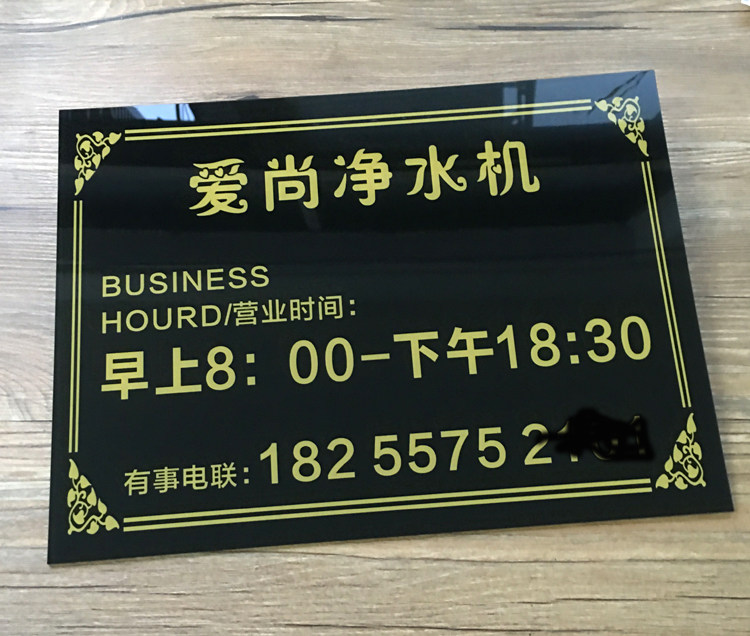 爱尚净水机
BUSINESS
HOURD/营业时间:
早上8: 00-下午18:30
有事电联:182 5575 2